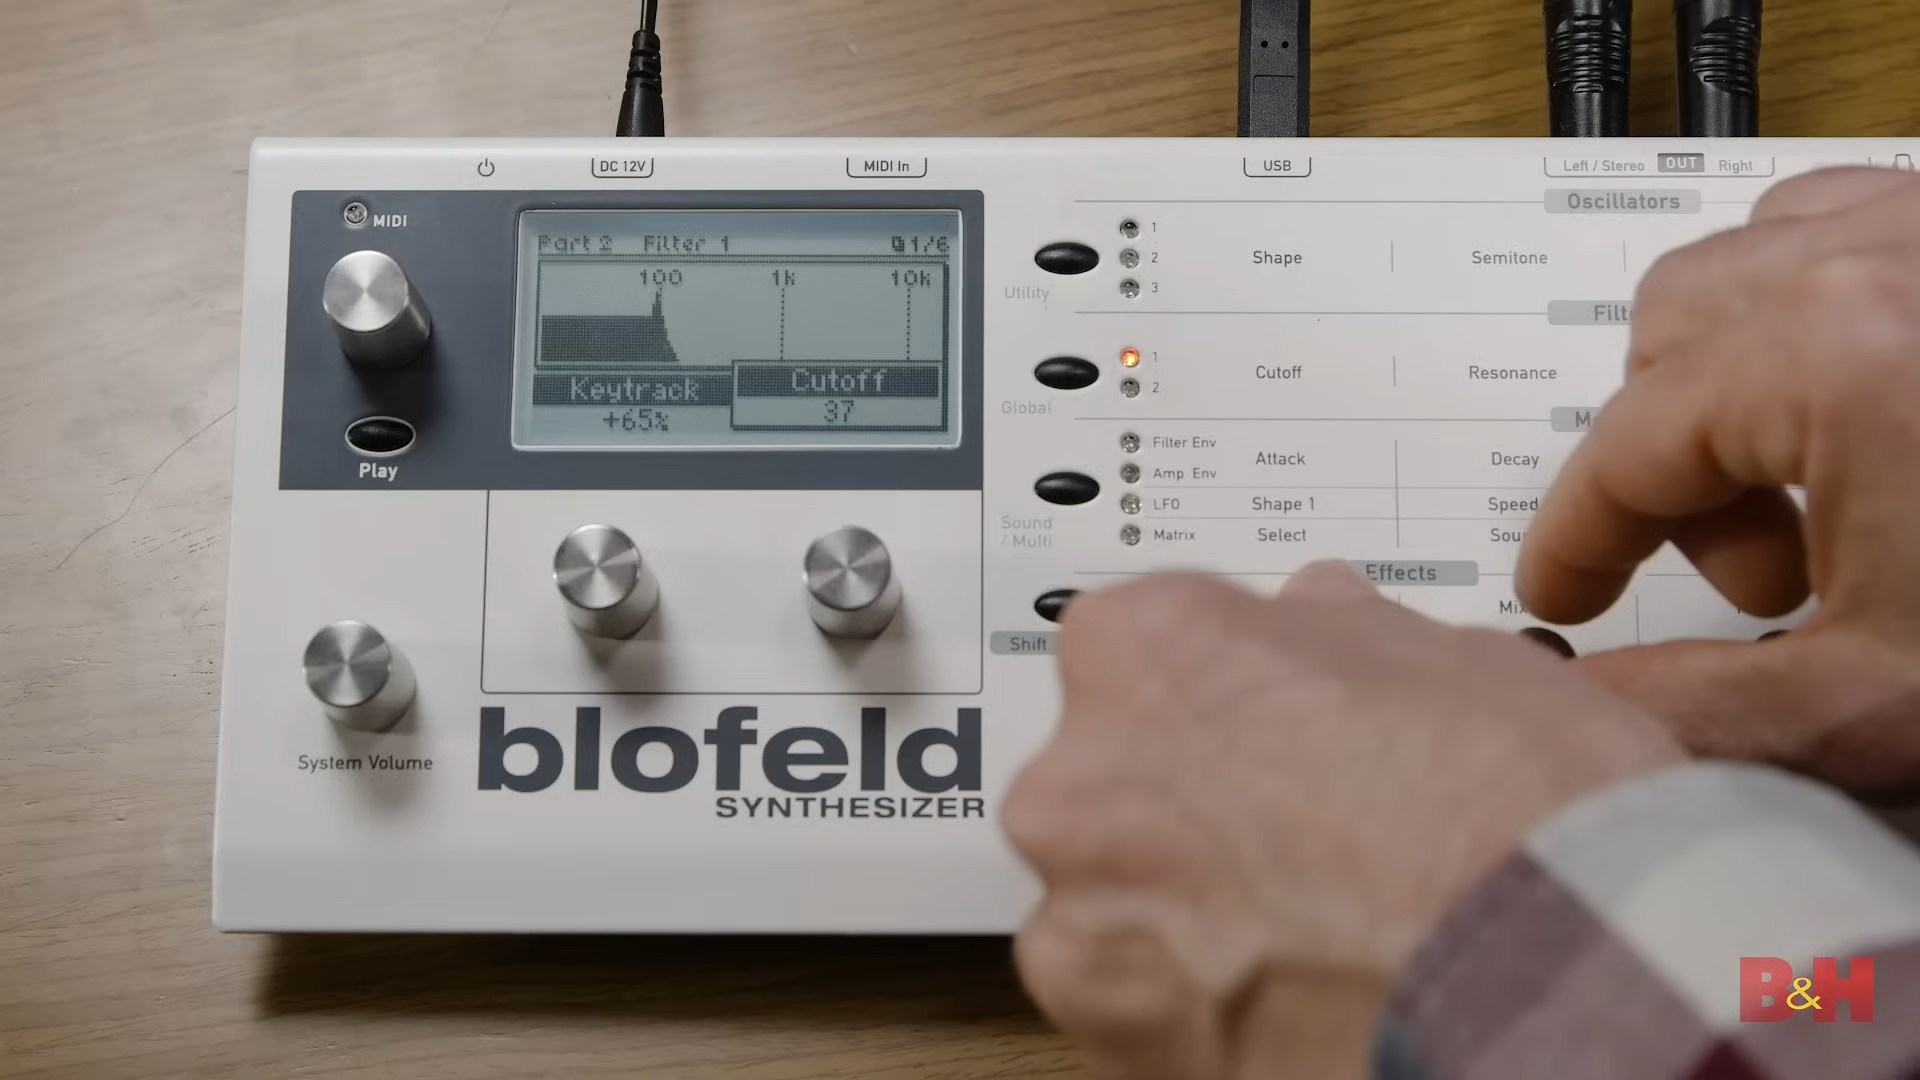 DC 12V
MIDI In
USB
Left / Stereo OUT Right
MIDI
Part 2 Filter 1 1/6
100 1k 10k
Keytrack Cutoff
+65% 37
Play
System Volume
blofeld
SYNTHESIZER
Oscillators
1
2
3
Shape Semitone
Utility
1
2
Cutoff Resonance
Global
Filter Env
Amp Env
Attack Decay
LFO Shape 1 Speed
Matrix Select
Sound
/ Multi
Effects
Shift
B&H